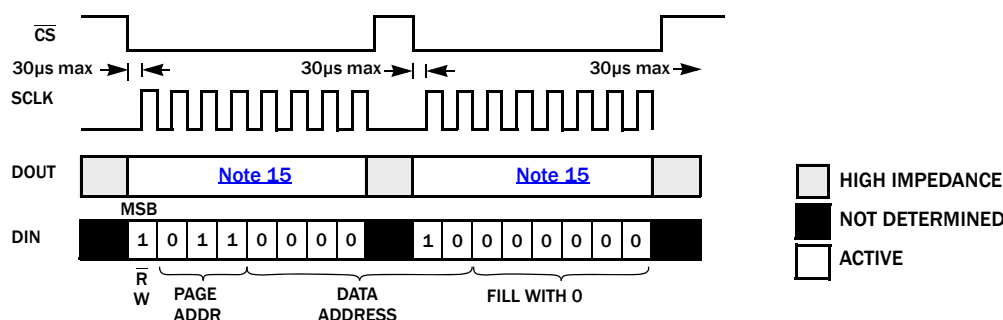 CS
30µs max 30µs max 30µs max
SCLK
DOUT Note 15 Note 15
HIGH IMPEDANCE
MSB
NOT DETERMINED
DIN 1 0 1 1 0 0 0 0 1 0 0 0 0 0 0 0
ACTIVE
R
W
PAGE
ADDR
DATA
ADDRESS
FILL WITH 0